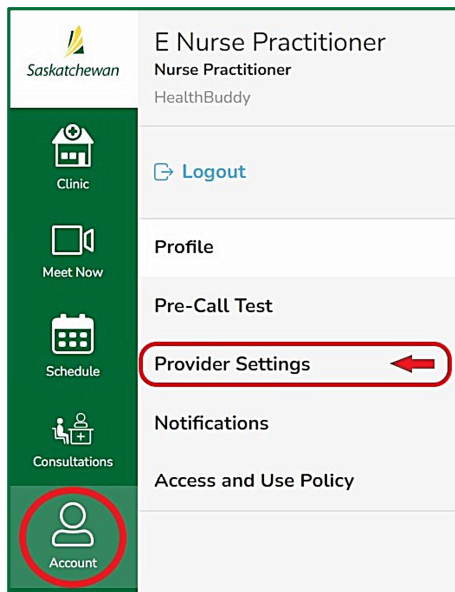 Saskatchewan
Clinic
Meet Now
Schedule
Consultations
Account
E Nurse Practitioner
Nurse Practitioner
HealthBuddy
Logout
Profile
Pre-Call Test
Provider Settings
Notifications
Access and Use Policy